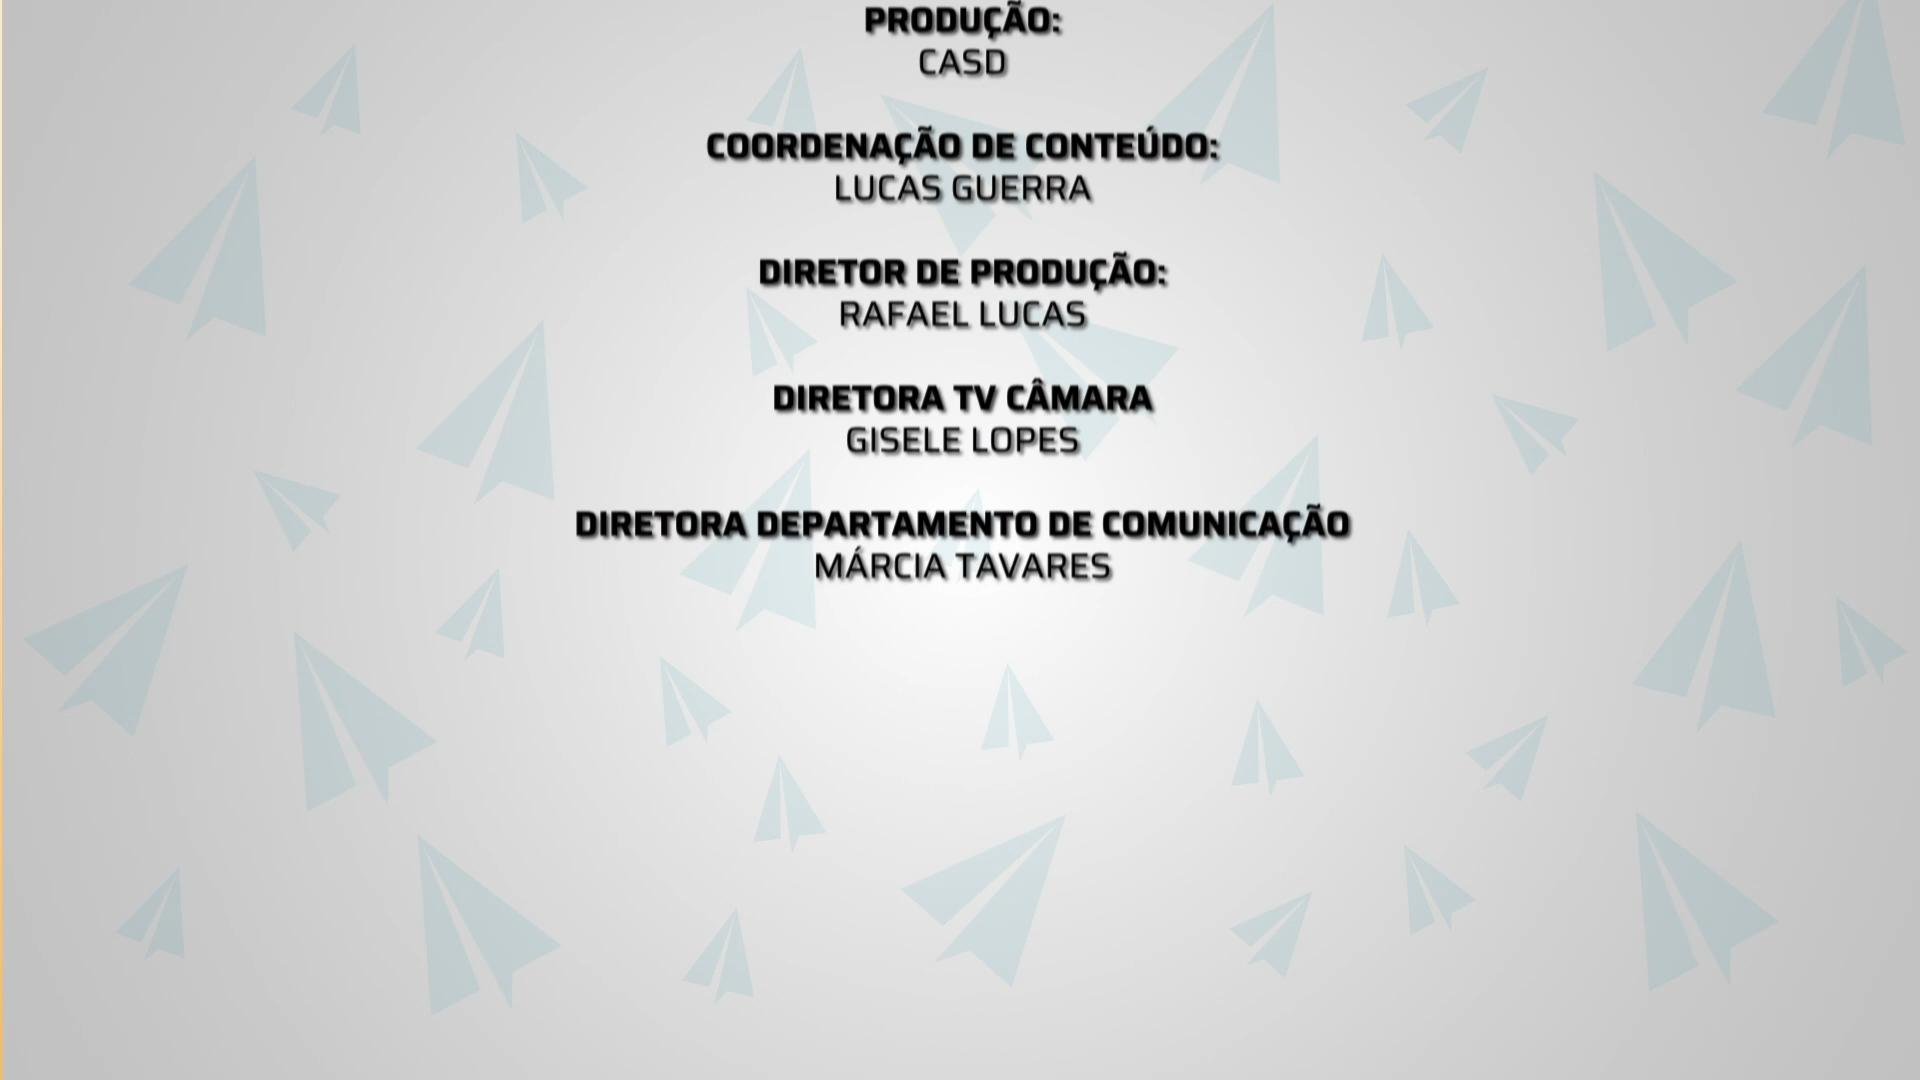 PRODUÇÃO:
CASD
COORDENAÇÃO DE CONTEÚDO:
LUCAS GUERRA
DIRETOR DE PRODUÇÃO:
RAFAEL LUCAS
DIRETORA TV CÂMARA
GISELE LOPES
DIRETORA DEPARTAMENTO DE COMUNICAÇÃO
MÁRCIA TAVARES